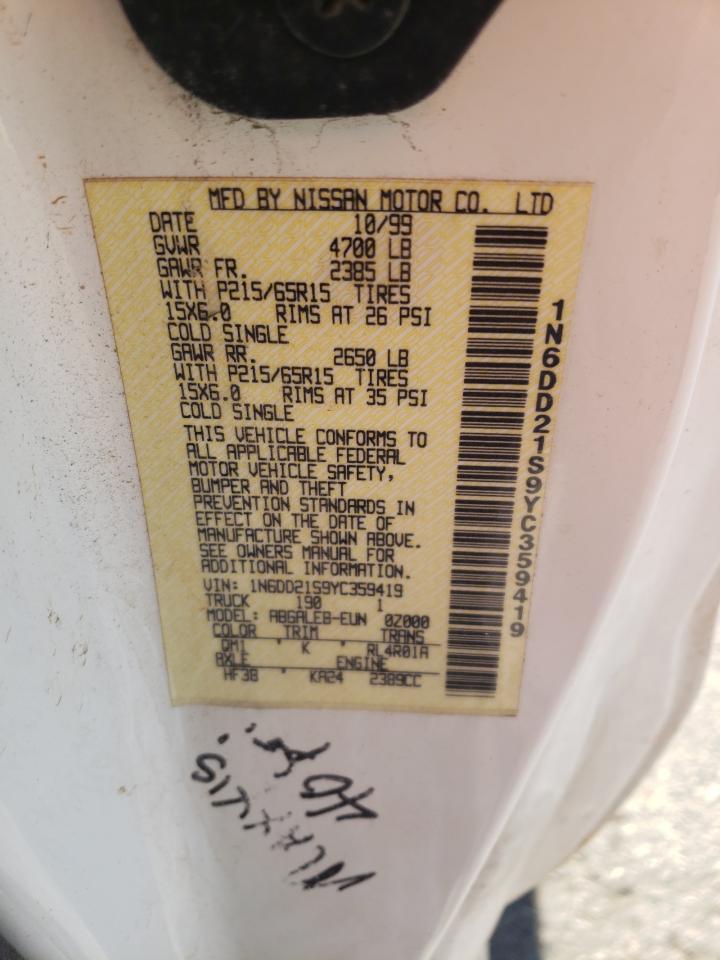 MFD BY NISSAN MOTOR CO. LTD
DATE 10/99
GVWR 4700 LB
GAWR FR. 2385 LB
WITH P215/65R15 TIRES
15X6.0 RIMS AT 26 PSI
COLD SINGLE
GAWR RR. 2650 LB
WITH P215/65R15 TIRES
15X6.0 RIMS AT 35 PSI
COLD SINGLE
THIS VEHICLE CONFORMS TO
ALL APPLICABLE FEDERAL
MOTOR VEHICLE SAFETY,
BUMPER AND THEFT
PREVENTION STANDARDS IN
EFFECT ON THE DATE OF
MANUFACTURE SHOWN ABOVE.
SEE OWNERS MANUAL FOR
ADDITIONAL INFORMATION.
VIN: 1N6DD21S9YC359419
TRUCK 190 1
MODEL: ABGALEB-EUN 0Z000
COLOR TRIM TRANS
QM1 ' K ' RL4R01A
AXLE ENGINE
HF38 ' KA24 2389CC
1N6DD21S9YC359419